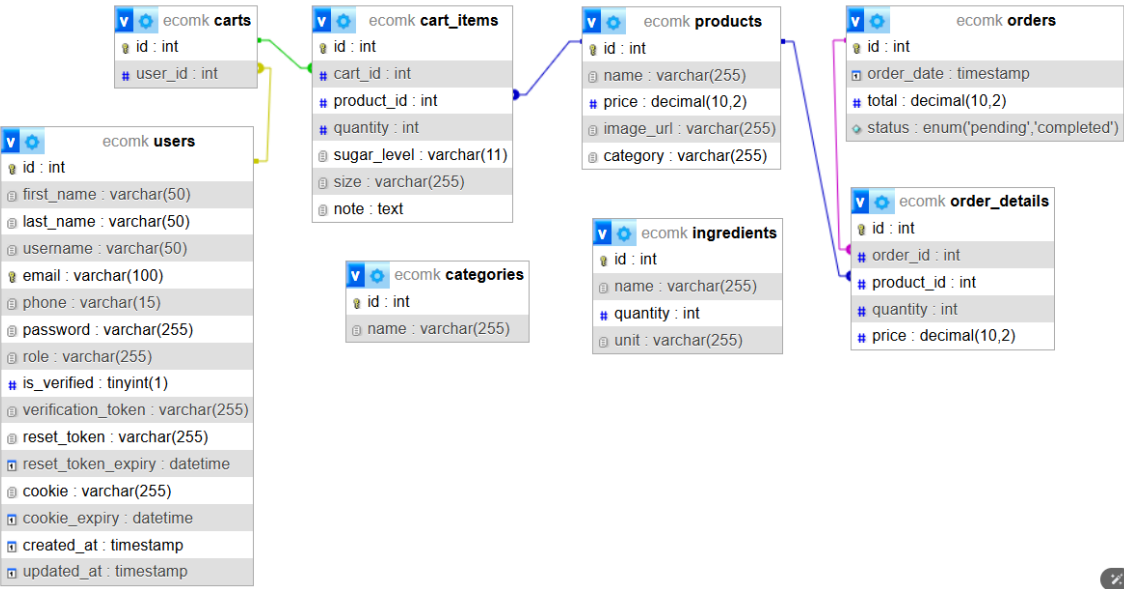 ecomk carts
id : int
user_id : int
ecomk cart_items
id : int
cart_id : int
product_id : int
quantity : int
sugar_level : varchar(11)
size : varchar(255)
note : text
ecomk products
id : int
name : varchar(255)
price : decimal(10,2)
image_url : varchar(255)
category : varchar(255)
ecomk orders
id : int
order_date : timestamp
total : decimal(10,2)
status : enum('pending','completed')
ecomk users
id : int
first_name : varchar(50)
last_name : varchar(50)
username : varchar(50)
email : varchar(100)
phone : varchar(15)
password : varchar(255)
role : varchar(255)
is_verified : tinyint(1)
verification_token : varchar(255)
reset_token : varchar(255)
reset_token_expiry : datetime
cookie : varchar(255)
cookie_expiry : datetime
created_at : timestamp
updated_at : timestamp
ecomk categories
id : int
name : varchar(255)
ecomk ingredients
id : int
name : varchar(255)
quantity : int
unit : varchar(255)
ecomk order_details
id : int
order_id : int
product_id : int
quantity : int
price : decimal(10,2)